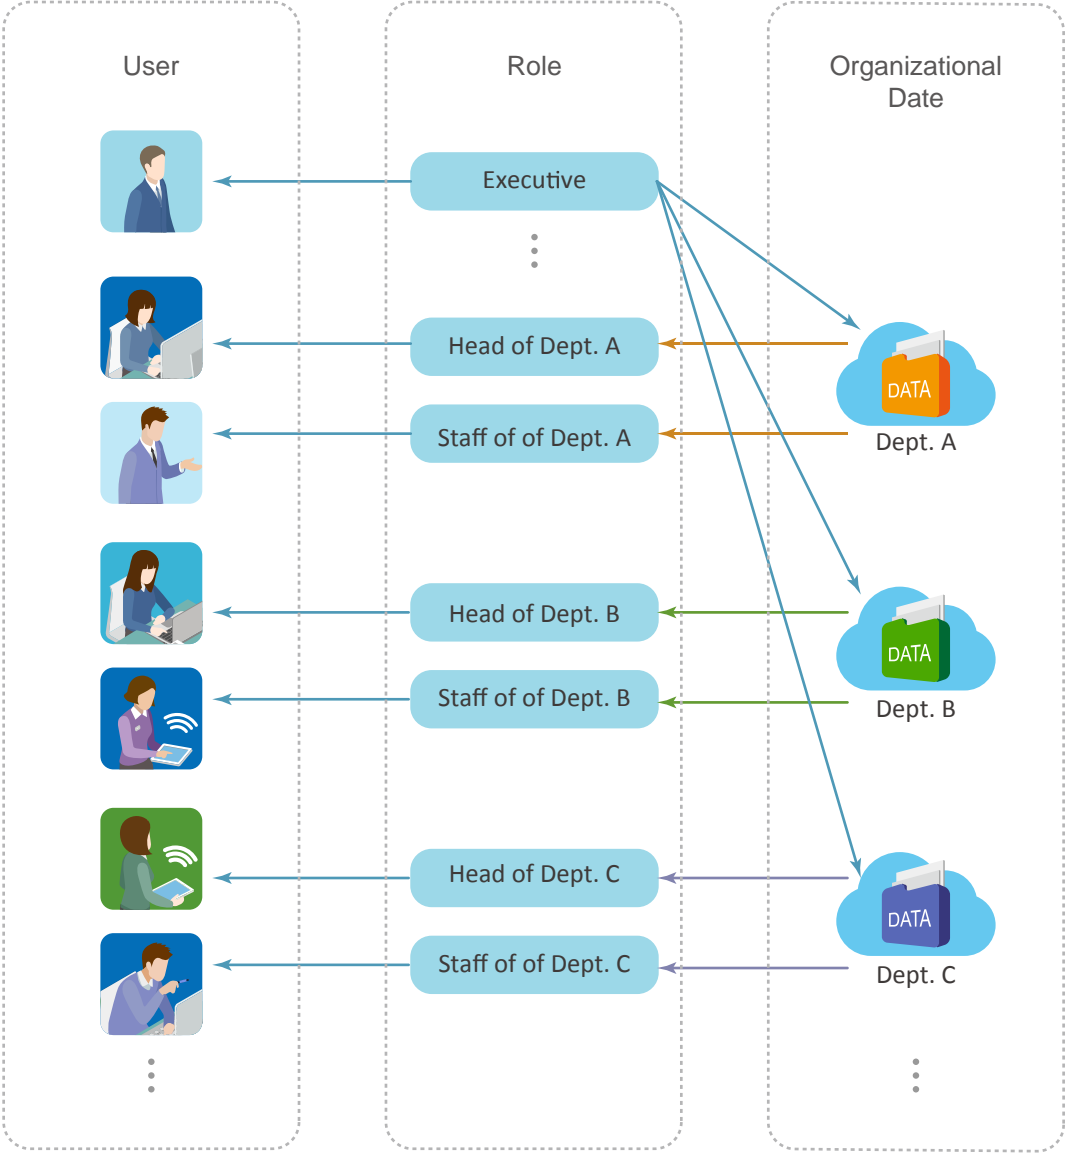 User
Role
Organizational
Date
Executive
Head of Dept. A
Staff of of Dept. A
DATA
Dept. A
Head of Dept. B
Staff of of Dept. B
DATA
Dept. B
Head of Dept. C
Staff of of Dept. C
DATA
Dept. C